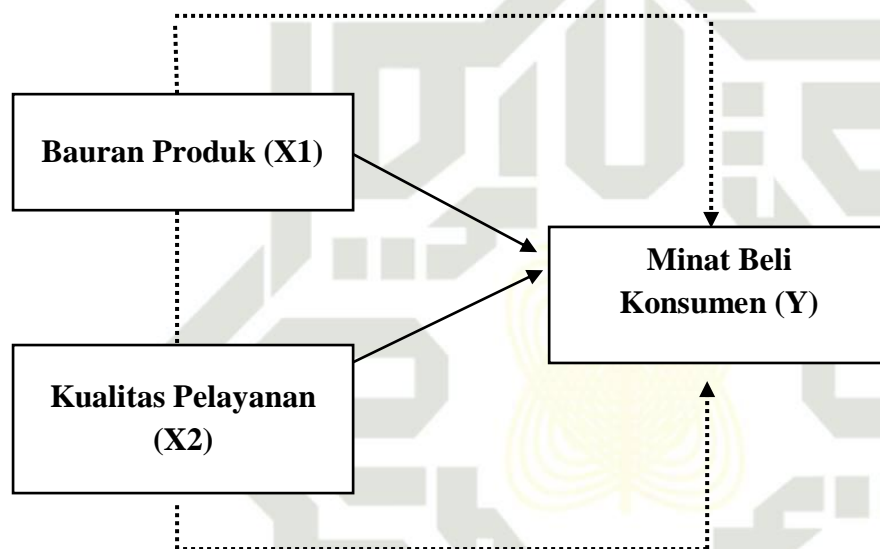 Bauran Produk (X1)
Minat Beli
Konsumen (Y)
Kualitas Pelayanan
(X2)